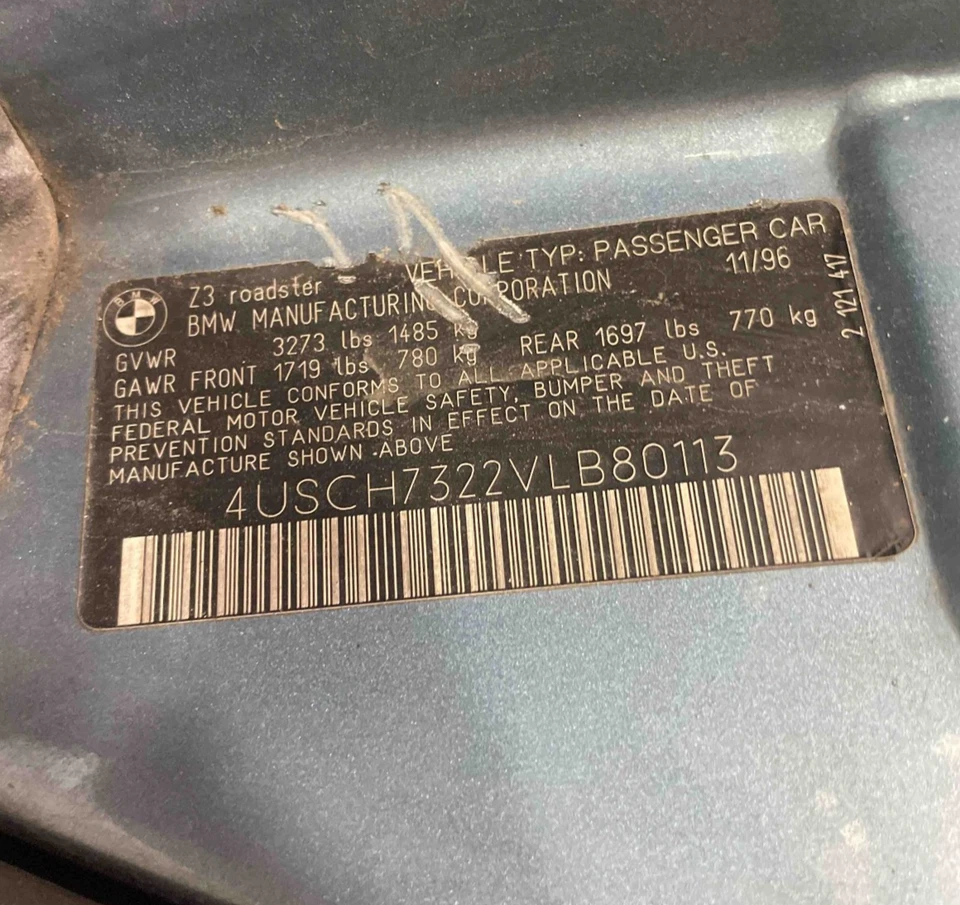 BMW
Z3 roadster VEHICLE TYP: PASSENGER CAR
BMW MANUFACTURING CORPORATION 11/96
GVWR 3273 lbs 1485 kg
GAWR FRONT 1719 lbs 780 kg REAR 1697 lbs 770 kg
THIS VEHICLE CONFORMS TO ALL APPLICABLE U.S.
FEDERAL MOTOR VEHICLE SAFETY, BUMPER AND THEFT
PREVENTION STANDARDS IN EFFECT ON THE DATE OF
MANUFACTURE SHOWN ABOVE
4USCH7322VLB80113
2 121 417